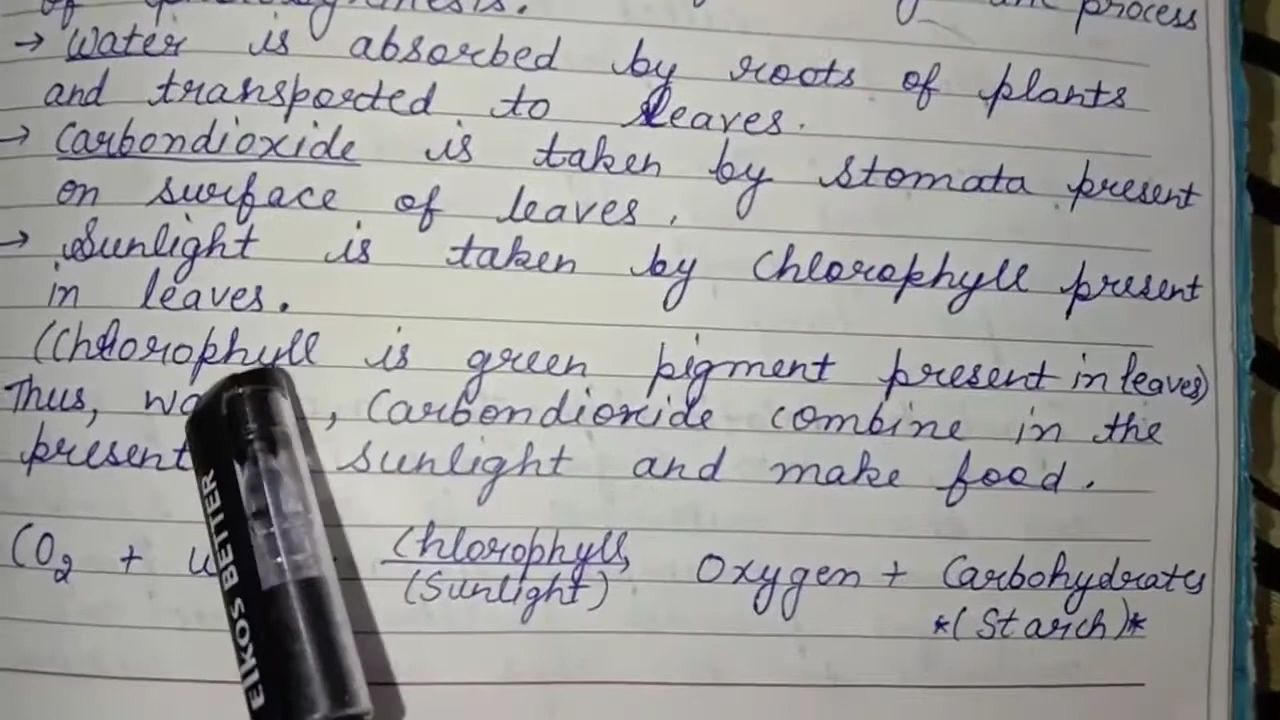 process
→ Water is absorbed by roots of plants
and transported to leaves.
→ Carbondioxide is taken by stomata present
on surface of leaves.
→ Sunlight is taken by Chlorophyll present
in leaves.
(Chlorophyll is green pigment present in leaves)
Thus, , Carbondioxide combine in the
present sunlight and make food.
CO₂ + Chlorophyll Oxygen + Carbohydrates
(Sunlight) *(Starch)*
ELKOS BETTER